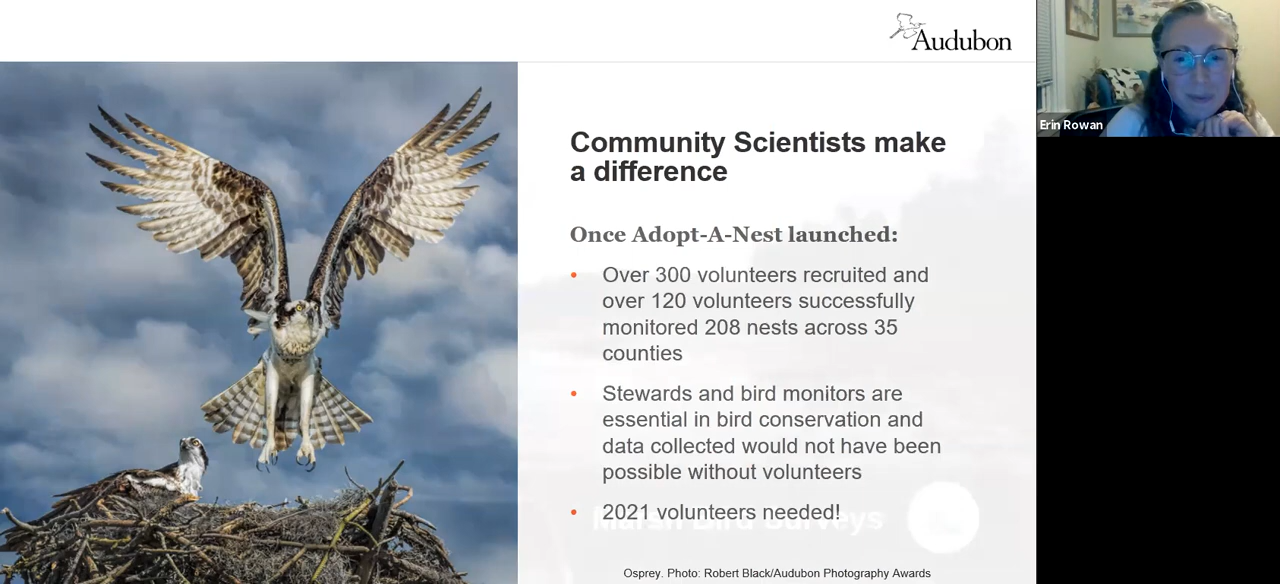 Audubon
Erin Rowan
Community Scientists make
a difference
Once Adopt-A-Nest launched:
• Over 300 volunteers recruited and
over 120 volunteers successfully
monitored 208 nests across 35
counties
• Stewards and bird monitors are
essential in bird conservation and
data collected would not have been
possible without volunteers
• 2021 volunteers needed!
Marsh Bird Surveys
Osprey. Photo: Robert Black/Audubon Photography Awards